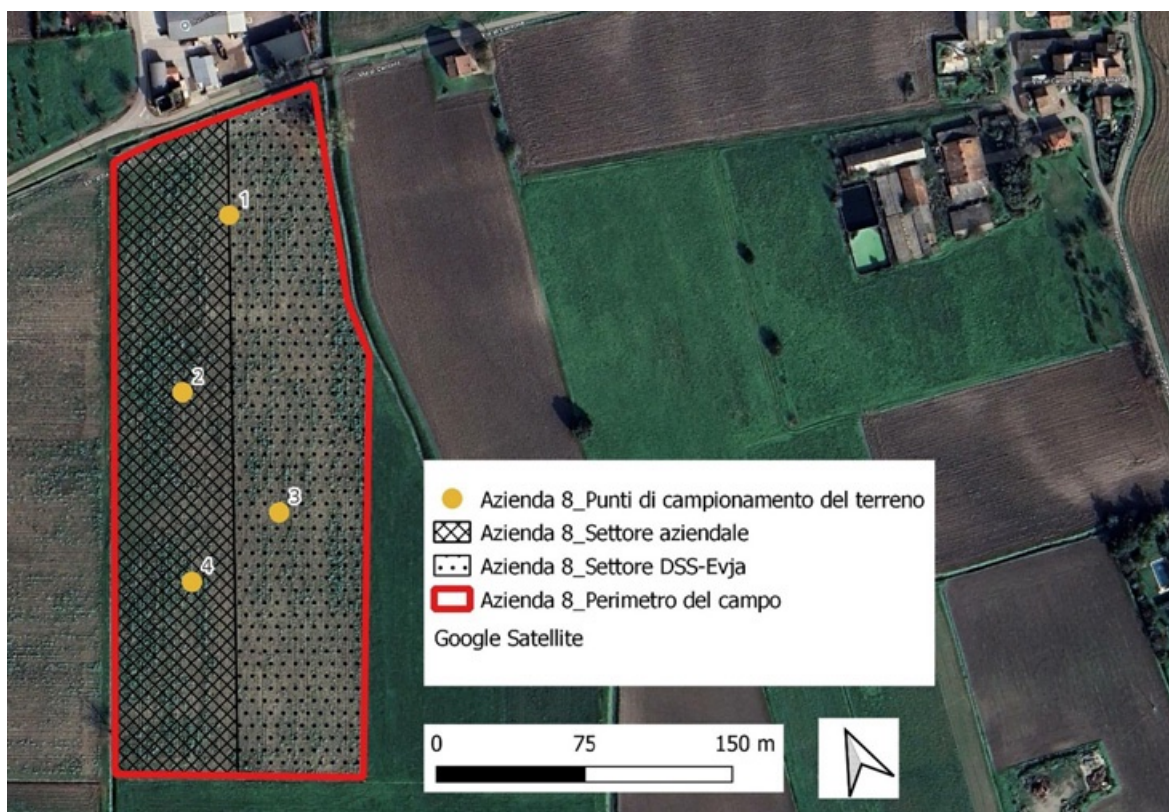 1
2
3
4
Azienda 8_Punti di campionamento del terreno
Azienda 8_Settore aziendale
Azienda 8_Settore DSS-Evja
Azienda 8_Perimetro del campo
Google Satellite
0 75 150 m